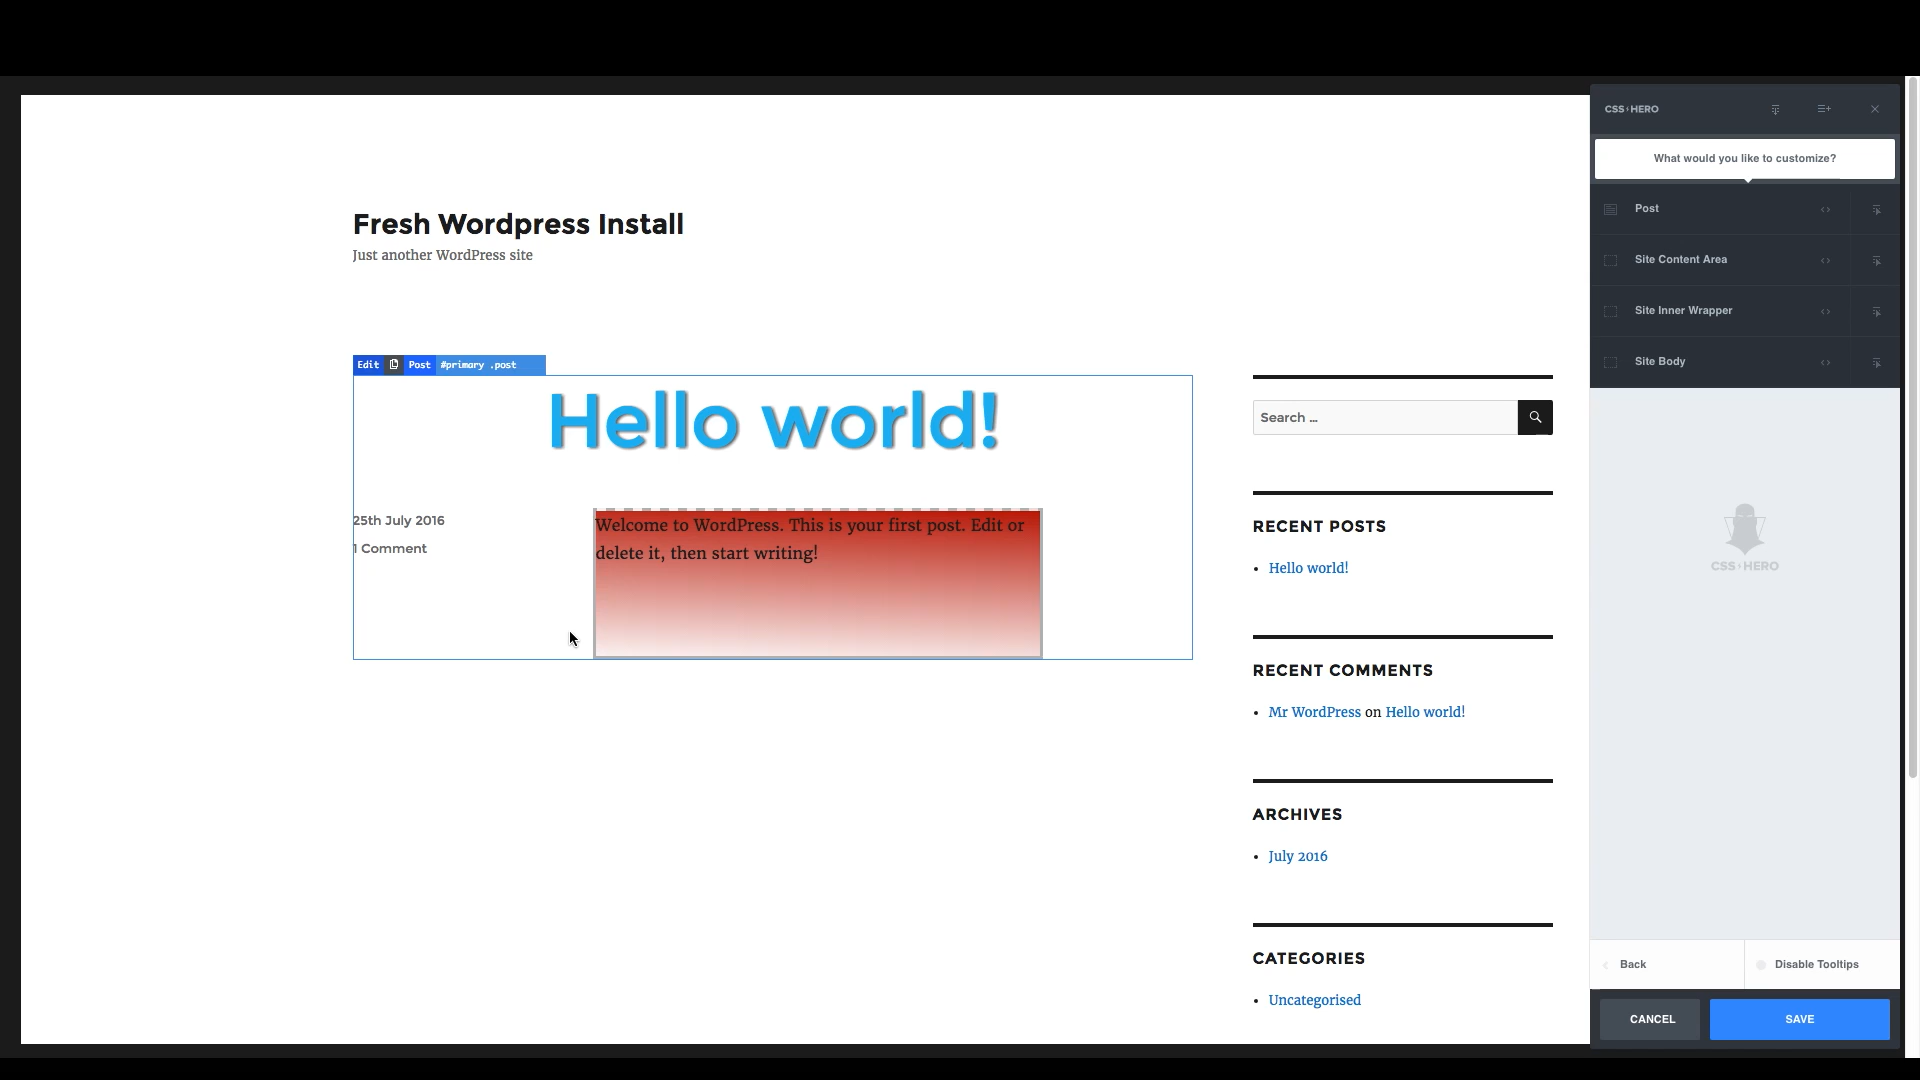 CSS HERO
What would you like to customize?
Post
Site Content Area
Site Inner Wrapper
Site Body
Fresh Wordpress Install
Just another WordPress site
Edit Post #primary .post
Hello world!
25th July 2016
1 Comment
Welcome to WordPress. This is your first post. Edit or
delete it, then start writing!
Search ...
RECENT POSTS
Hello world!
RECENT COMMENTS
Mr WordPress on Hello world!
ARCHIVES
July 2016
CATEGORIES
Uncategorised
CSS HERO
Back
Disable Tooltips
CANCEL
SAVE